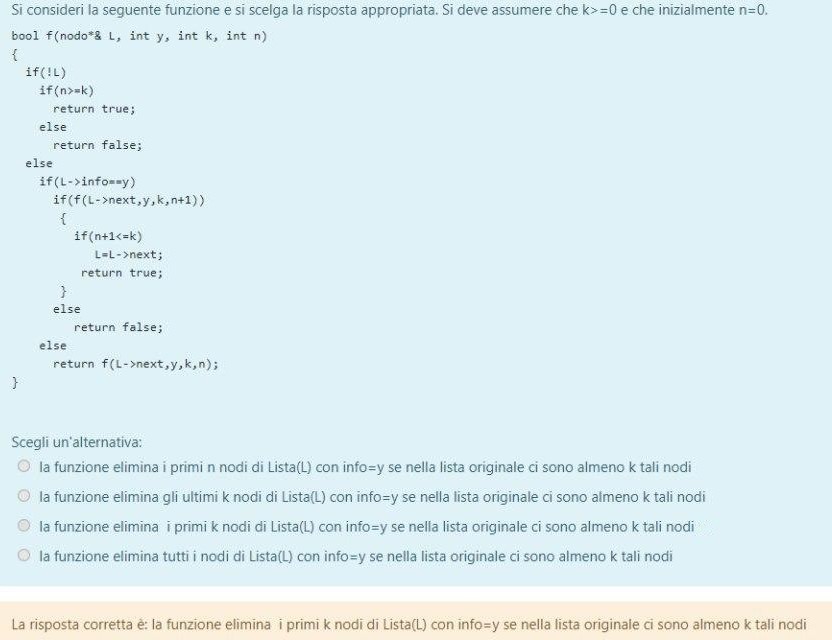 Si consideri la seguente funzione e si scelga la risposta appropriata. Si deve assumere che k>=0 e che inizialmente n=0.
bool f(nodo*& L, int y, int k, int n)
{
  if(!L)
    if(n>=k)
      return true;
    else
      return false;
  else
    if(L->info==y)
      if(f(L->next,y,k,n+1))
       {
         if(n+1<=k)
            L=L->next;
          return true;
       }
      else
         return false;
    else
      return f(L->next,y,k,n);
}
Scegli un'alternativa:
la funzione elimina i primi n nodi di Lista(L) con info=y se nella lista originale ci sono almeno k tali nodi
la funzione elimina gli ultimi k nodi di Lista(L) con info=y se nella lista originale ci sono almeno k tali nodi
la funzione elimina  i primi k nodi di Lista(L) con info=y se nella lista originale ci sono almeno k tali nodi
la funzione elimina tutti i nodi di Lista(L) con info=y se nella lista originale ci sono almeno k tali nodi
La risposta corretta è: la funzione elimina  i primi k nodi di Lista(L) con info=y se nella lista originale ci sono almeno k tali nodi